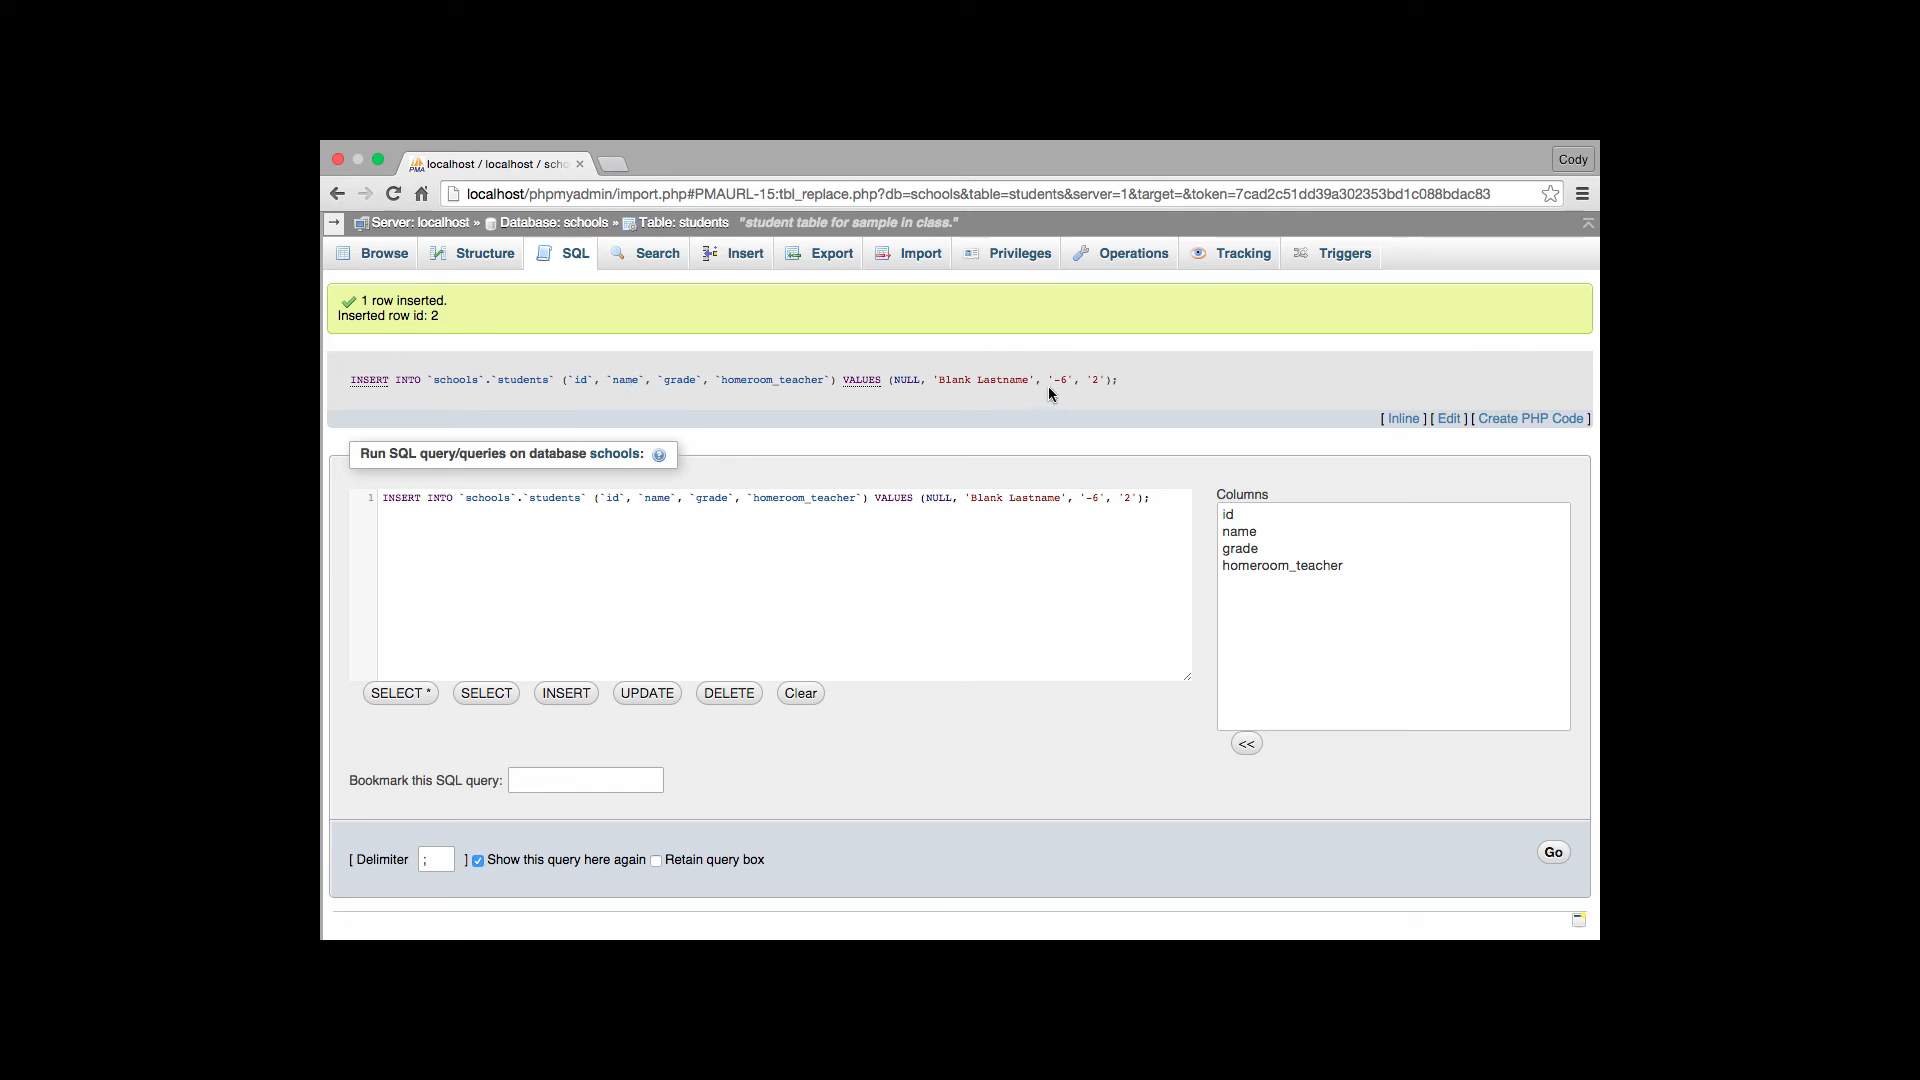 localhost / localhost / scho
Cody
localhost/phpmyadmin/import.php#PMAURL-15:tbl_replace.php?db=schools&table=students&server=1&target=&token=7cad2c51dd39a302353bd1c088bdac83
Server: localhost » Database: schools » Table: students "student table for sample in class."
Browse Structure SQL Search Insert Export Import Privileges Operations Tracking Triggers
1 row inserted.
Inserted row id: 2
INSERT INTO `schools`.`students` (`id`, `name`, `grade`, `homeroom_teacher`) VALUES (NULL, 'Blank Lastname', '-6', '2');
[ Inline ] [ Edit ] [ Create PHP Code ]
Run SQL query/queries on database schools:
1 INSERT INTO `schools`.`students` (`id`, `name`, `grade`, `homeroom_teacher`) VALUES (NULL, 'Blank Lastname', '-6', '2');
Columns
id
name
grade
homeroom_teacher
SELECT * SELECT INSERT UPDATE DELETE Clear
<<
Bookmark this SQL query:
[ Delimiter ; ] Show this query here again Retain query box
Go